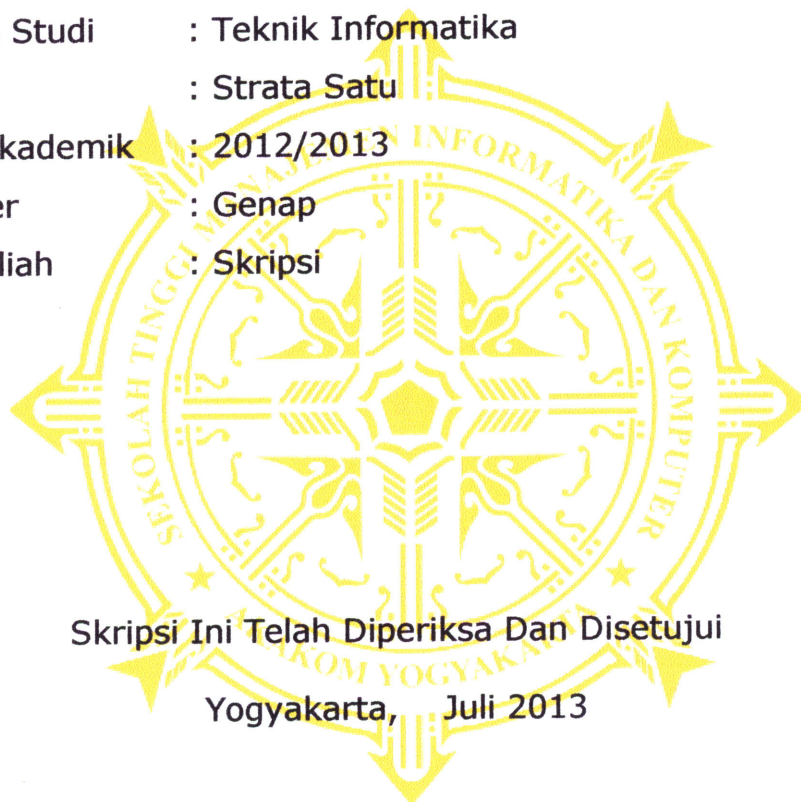 Studi : Teknik Informatika
: Strata Satu
kademik : 2012/2013
er : Genap
liah : Skripsi
SEKOLAH TINGGI MANAJEMEN INFORMATIKA DAN KOMPUTER
Skripsi Ini Telah Diperiksa Dan Disetujui
AKAKOM YOGYAKARTA
Yogyakarta, Juli 2013